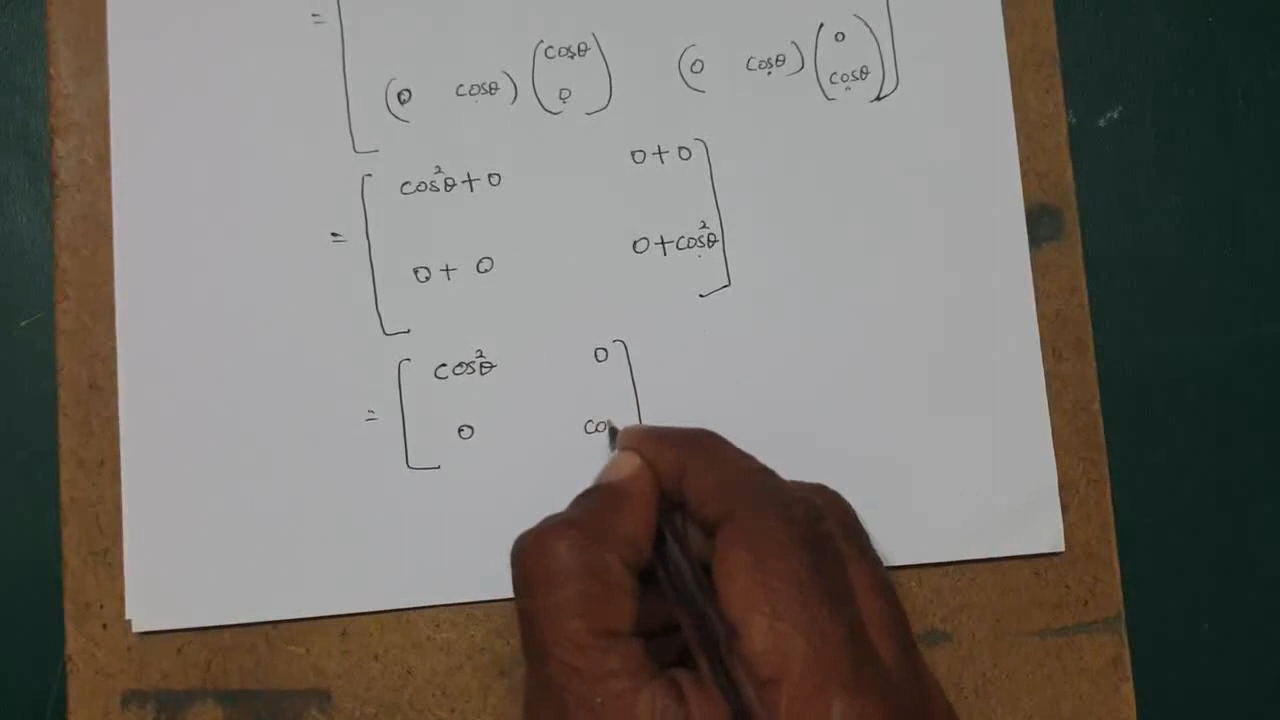 =
(0 cosθ) (cosθ 0) (0 cosθ) (0 cosθ)
= [ cos²θ+0 0+0
0+0 0+cos²θ ]
= [ cos²θ 0
0 co